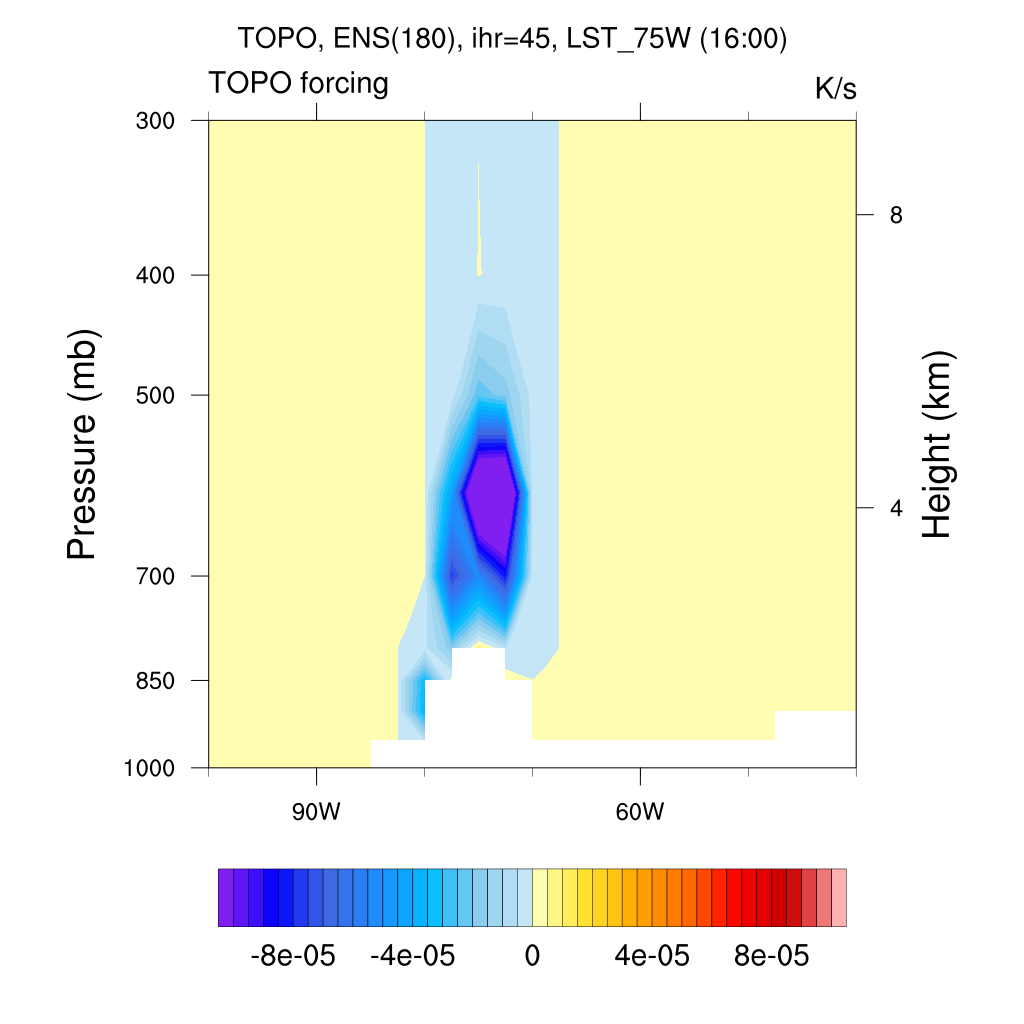 TOPO, ENS(180), ihr=45, LST_75W (16:00)
TOPO forcing
K/s
300
400
500
700
850
1000
Pressure (mb)
8
4
Height (km)
90W
60W
-8e-05
-4e-05
0
4e-05
8e-05